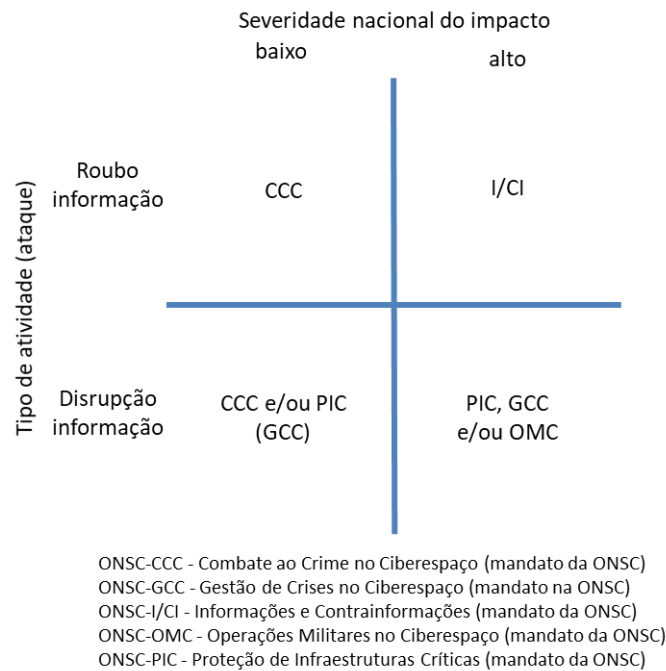 Severidade nacional do impacto
baixo
alto
Tipo de atividade (ataque)
Roubo
informação
CCC
I/CI
Disrupção
informação
CCC e/ou PIC
(GCC)
PIC, GCC
e/ou OMC
ONSC-CCC - Combate ao Crime no Ciberespaço (mandato da ONSC)
ONSC-GCC - Gestão de Crises no Ciberespaço (mandato na ONSC)
ONSC-I/CI - Informações e Contrainformações (mandato da ONSC)
ONSC-OMC - Operações Militares no Ciberespaço (mandato da ONSC)
ONSC-PIC - Proteção de Infraestruturas Críticas (mandato da ONSC)